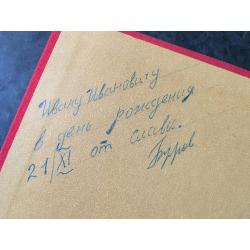 Ивану Ивановичу
в день рождения
21/XI от Славы.
Буров